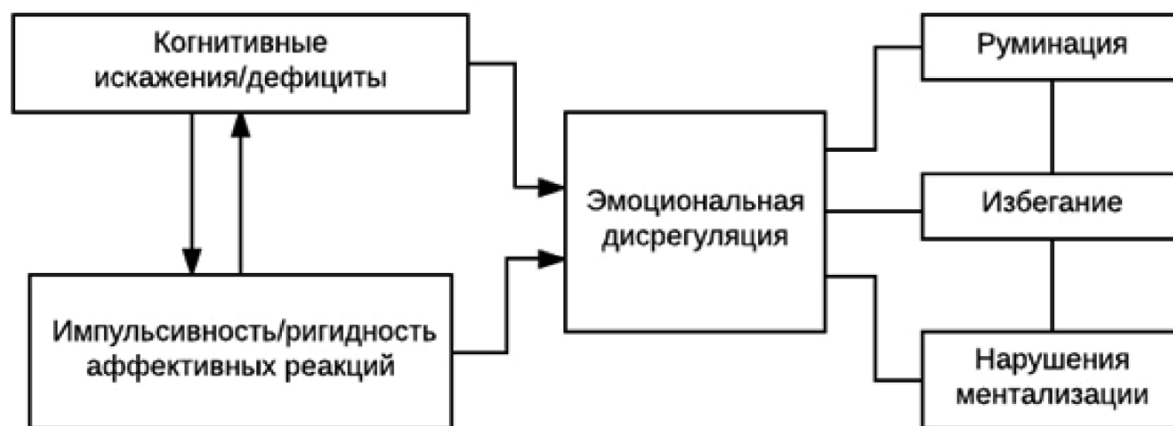 Когнитивные
искажения/дефициты
Импульсивность/ригидность
аффективных реакций
Эмоциональная
дисрегуляция
Руминация
Избегание
Нарушения
ментализации